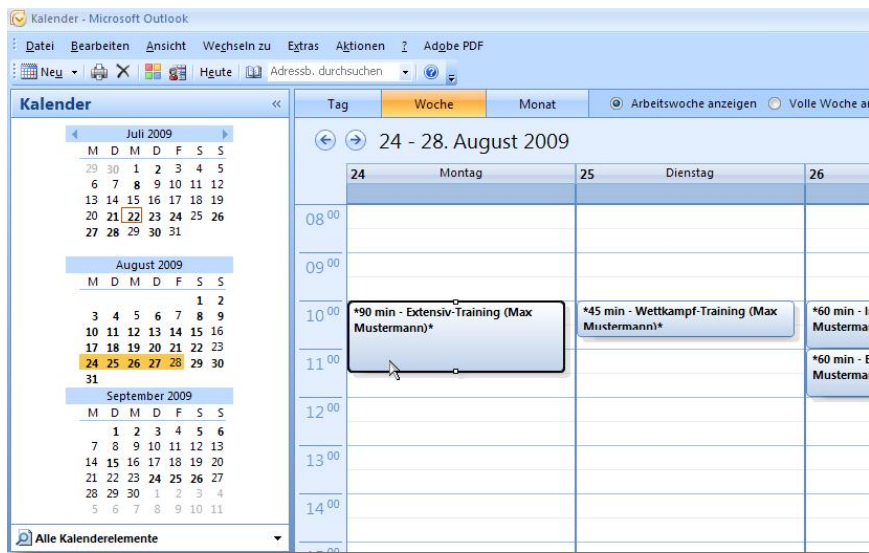 Kalender - Microsoft Outlook
Datei Bearbeiten Ansicht Wechseln zu Extras Aktionen ? Adobe PDF
Neu Heute Adressb. durchsuchen
Kalender «
Juli 2009
M D M D F S S
29 30 1 2 3 4 5
6 7 8 9 10 11 12
13 14 15 16 17 18 19
20 21 22 23 24 25 26
27 28 29 30 31
August 2009
M D M D F S S
1 2
3 4 5 6 7 8 9
10 11 12 13 14 15 16
17 18 19 20 21 22 23
24 25 26 27 28 29 30
31
September 2009
M D M D F S S
1 2 3 4 5 6
7 8 9 10 11 12 13
14 15 16 17 18 19 20
21 22 23 24 25 26 27
28 29 30 1 2 3 4
5 6 7 8 9 10 11
Alle Kalenderelemente
Tag Woche Monat Arbeitswoche anzeigen Volle Woche
24 - 28. August 2009
24 Montag 25 Dienstag 26
08 00
09 00
10 00
*90 min - Extensiv-Training (Max
Mustermann)*
*45 min - Wettkampf-Training (Max
Mustermann)*
*60 min -
Musterma
11 00
*60 min -
Musterma
12 00
13 00
14 00